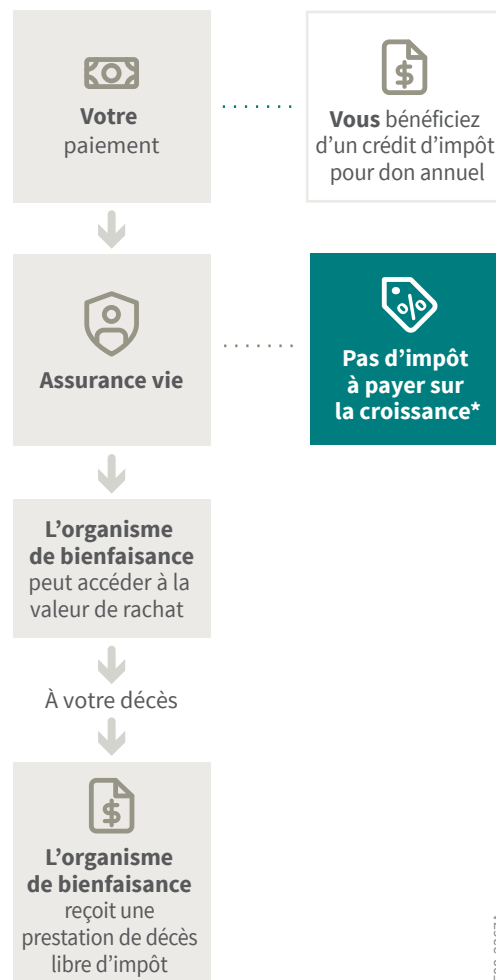 Votre
paiement
Vous bénéficiez
d'un crédit d'impôt
pour don annuel
Assurance vie
Pas d'impôt
à payer sur
la croissance*
L'organisme
de bienfaisance
peut accéder à la
valeur de rachat
À votre décès
L'organisme
de bienfaisance
reçoit une
prestation de décès
libre d'impôt